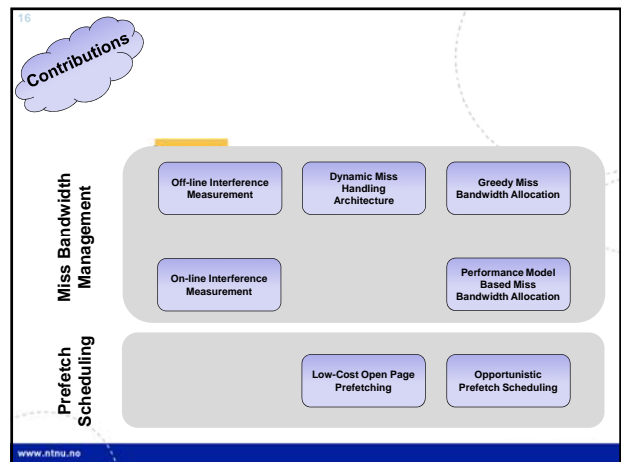 16
Contributions
Miss Bandwidth
Management
Off-line Interference
Measurement
Dynamic Miss
Handling
Architecture
Greedy Miss
Bandwidth Allocation
On-line Interference
Measurement
Performance Model
Based Miss
Bandwidth Allocation
Prefetch
Scheduling
Low-Cost Open Page
Prefetching
Opportunistic
Prefetch Scheduling
www.ntnu.no